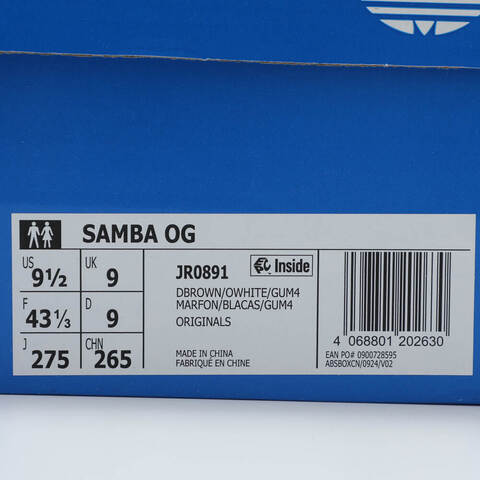 SAMBA OG
US UK
9½ 9
F D
43⅓ 9
J CHN
275 265
JR0891 Inside
DBROWN/OWHITE/GUM4
MARFON/BLACAS/GUM4
ORIGINALS
MADE IN CHINA
FABRIQUÉ EN CHINE
4 068801 202630
EAN PO# 0900728595
ABSBOXCN/0924/V02